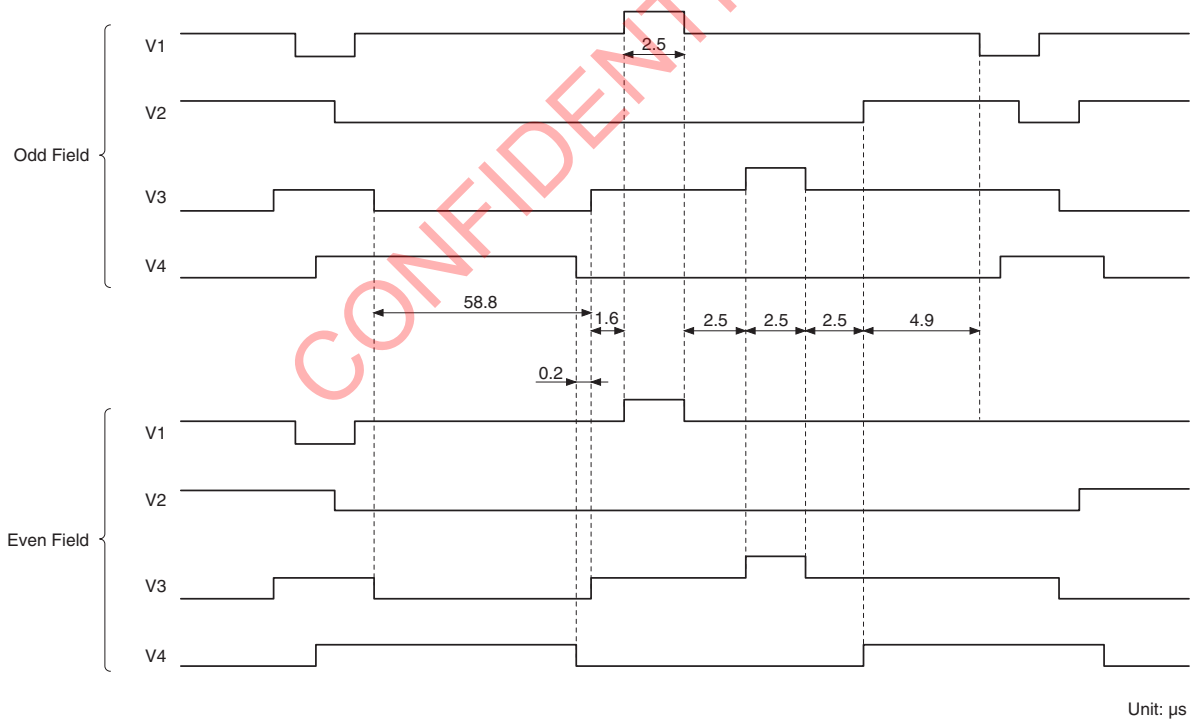 V1
2.5
V2
Odd Field
V3
V4
58.8
1.6
2.5
2.5
2.5
4.9
0.2
V1
V2
Even Field
V3
V4
Unit: μs
CONFIDENTI